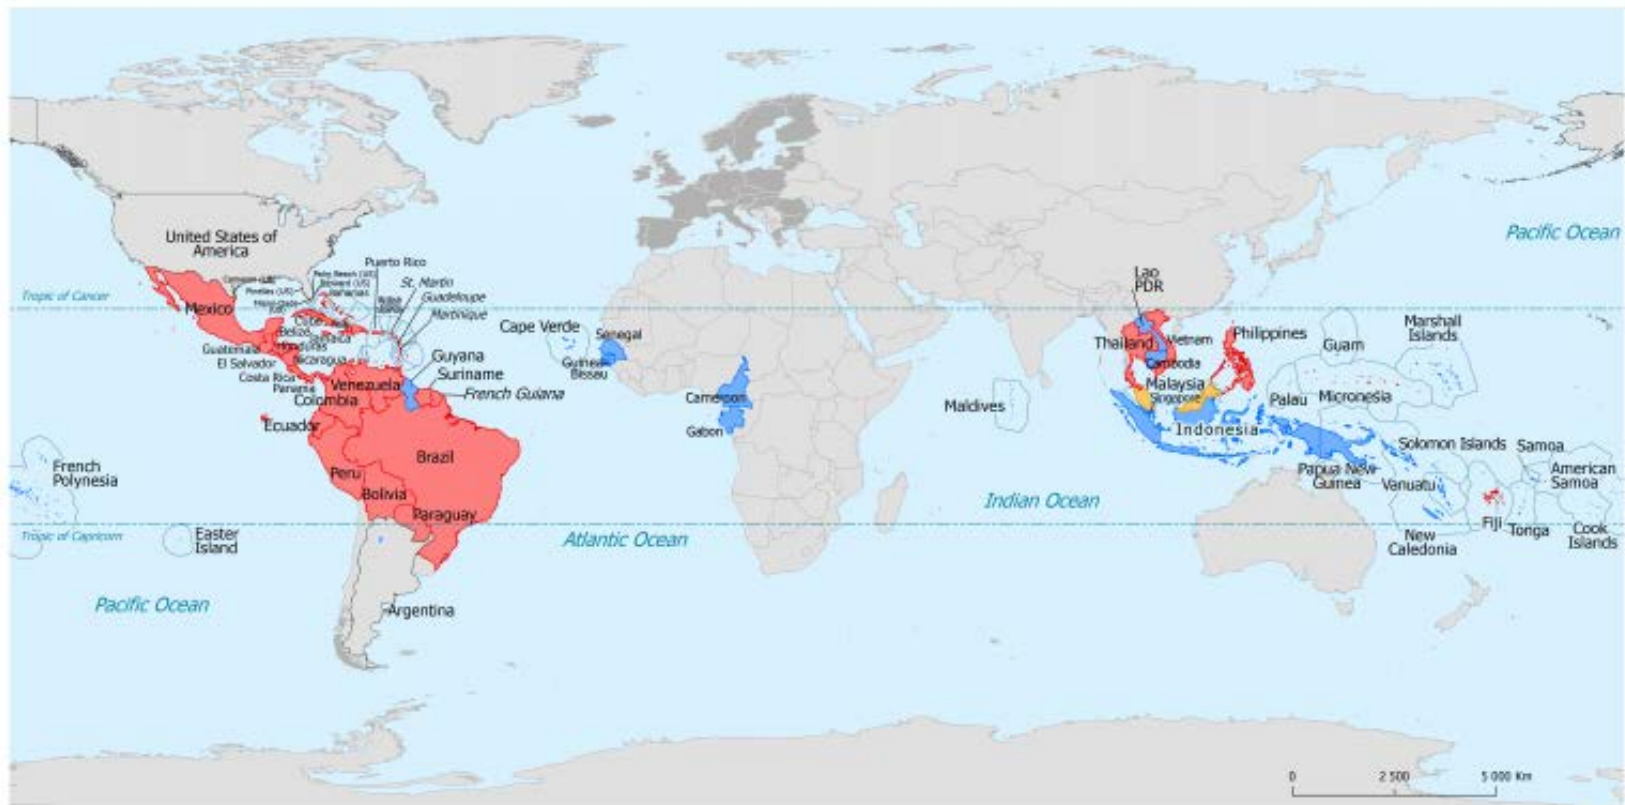 Pacific Ocean
United States of
America
Puerto Rico
St. Martin
Guadeloupe
Martinique
Tropic of Cancer
Mexico
Cuba
Belize
Jamaica
Honduras
Guatemala
El Salvador
Nicaragua
Costa Rica
Panama
Venezuela
Colombia
Guyana
Suriname
French Guiana
Ecuador
Peru
Brazil
Bolivia
Paraguay
Argentina
Cape Verde
Senegal
Guinea-
Bissau
Cameroon
Gabon
Maldives
Lao
PDR
Thailand
Vietnam
Cambodia
Philippines
Malaysia
Singapore
Indonesia
Guam
Marshall
Islands
Palau
Micronesia
Solomon Islands
Samoa
Papua New
Guinea
Vanuatu
American
Samoa
New
Caledonia
Fiji
Tonga
Cook
Islands
French
Polynesia
Tropic of Capricorn
Easter
Island
Pacific Ocean
Atlantic Ocean
Indian Ocean
0
2 500
5 000 Km